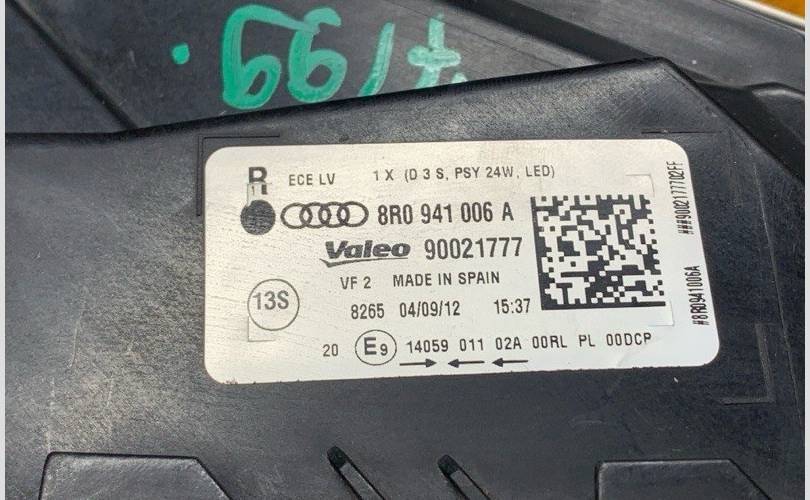 R ECE LV 1 X (D 3 S, PSY 24W, LED)
8R0 941 006 A
Valeo 90021777
VF 2 MADE IN SPAIN
13S
8265 04/09/12 15:37
20 E9 14059 011 02A 00RL PL 00DCP
#8R0941006A
###9002177702FF